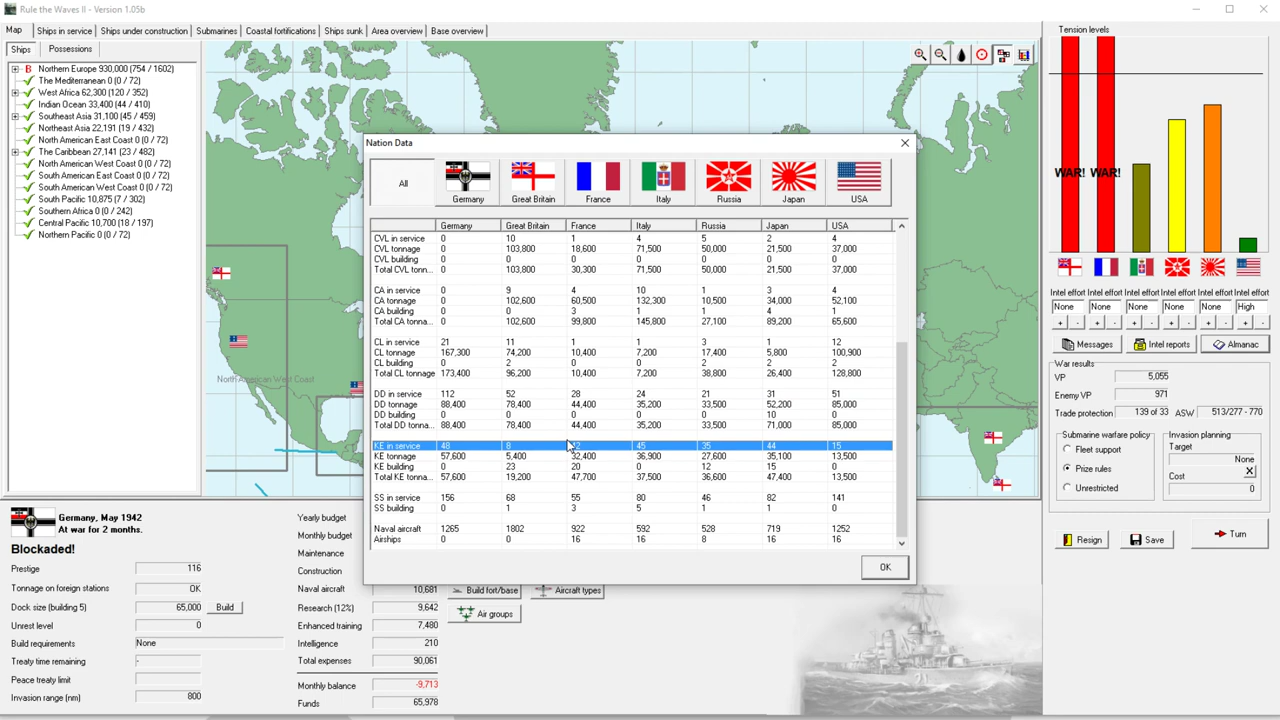 Rule the Waves II - Version 1.05b
Map Ships in service Ships under construction Submarines Coastal fortifications Ships sunk Area overview Base overview
Ships Possessions
B Northern Europe 930,000 (754 / 1602)
The Mediterranean 0 (0 / 72)
West Africa 62,300 (120 / 352)
Indian Ocean 33,400 (44 / 410)
Southeast Asia 31,100 (45 / 459)
Northeast Asia 22,191 (19 / 432)
North American East Coast 0 (0 / 72)
The Caribbean 27,141 (23 / 482)
North American West Coast 0 (0 / 72)
South American East Coast 0 (0 / 72)
South American West Coast 0 (0 / 72)
South Pacific 10,875 (7 / 302)
Southern Africa 0 (0 / 242)
Central Pacific 10,700 (18 / 197)
Northern Pacific 0 (0 / 72)
North American West Coast
Nation Data
All Germany Great Britain France Italy Russia Japan USA
Germany Great Britain France Italy Russia Japan USA
CVL in service 0 10 1 4 5 2 4
CVL tonnage 0 103,800 18,600 71,500 50,000 21,500 37,000
CVL building 0 0 1 0 0 0 0
Total CVL tonn... 0 103,800 30,300 71,500 50,000 21,500 37,000
CA in service 0 9 4 10 1 3 4
CA tonnage 0 102,600 60,500 132,300 10,500 34,000 52,100
CA building 0 0 3 1 1 4 1
Total CA tonna... 0 102,600 99,800 145,800 27,100 89,200 65,600
CL in service 21 11 1 1 3 1 12
CL tonnage 167,300 74,200 10,400 7,200 17,400 5,800 100,900
CL building 1 2 0 0 2 2 2
Total CL tonnage 173,400 96,200 10,400 7,200 38,800 26,400 128,800
DD in service 112 52 28 24 21 31 51
DD tonnage 88,400 78,400 44,400 35,200 33,500 52,200 85,000
DD building 0 0 0 0 0 10 0
Total DD tonna... 88,400 78,400 44,400 35,200 33,500 71,000 85,000
KE in service 48 8 45 35 44 15
KE tonnage 57,600 5,400 32,400 36,900 27,600 35,100 13,500
KE building 0 23 20 1 12 15 0
Total KE tonna... 57,600 19,200 47,700 37,500 36,600 47,400 13,500
SS in service 156 68 55 80 46 82 141
SS building 0 1 3 5 1 1 0
Naval aircraft 1265 1802 922 592 528 719 1252
Airships 0 0 16 16 8 16 16
OK
Tension levels
WAR! WAR!
Intel effort Intel effort Intel effort Intel effort Intel effort Intel effort
None None None None None High
+ - + - + - + - + - + -
Messages Intel reports Almanac
War results
VP 5,055
Enemy VP 971
Trade protection 139 of 33 ASW 513/277 - 770
Submarine warfare policy
Fleet support
Prize rules
Unrestricted
Invasion planning
Target
None
Cost X
0
Resign Save Turn
Germany, May 1942
At war for 2 months.
Blockaded!
Prestige 116
Tonnage on foreign stations OK
Dock size (building 5) 65,000 Build
Unrest level 0
Build requirements None
Treaty time remaining -
Peace treaty limit
Invasion range (nm) 800
Yearly budget
Monthly budget
Maintenance
Construction
Naval aircraft 10,681
Research (12%) 9,642
Enhanced training 7,480
Intelligence 210
Total expenses 90,061
Monthly balance -9,713
Funds 65,978
Build fort/base Aircraft types
Air groups